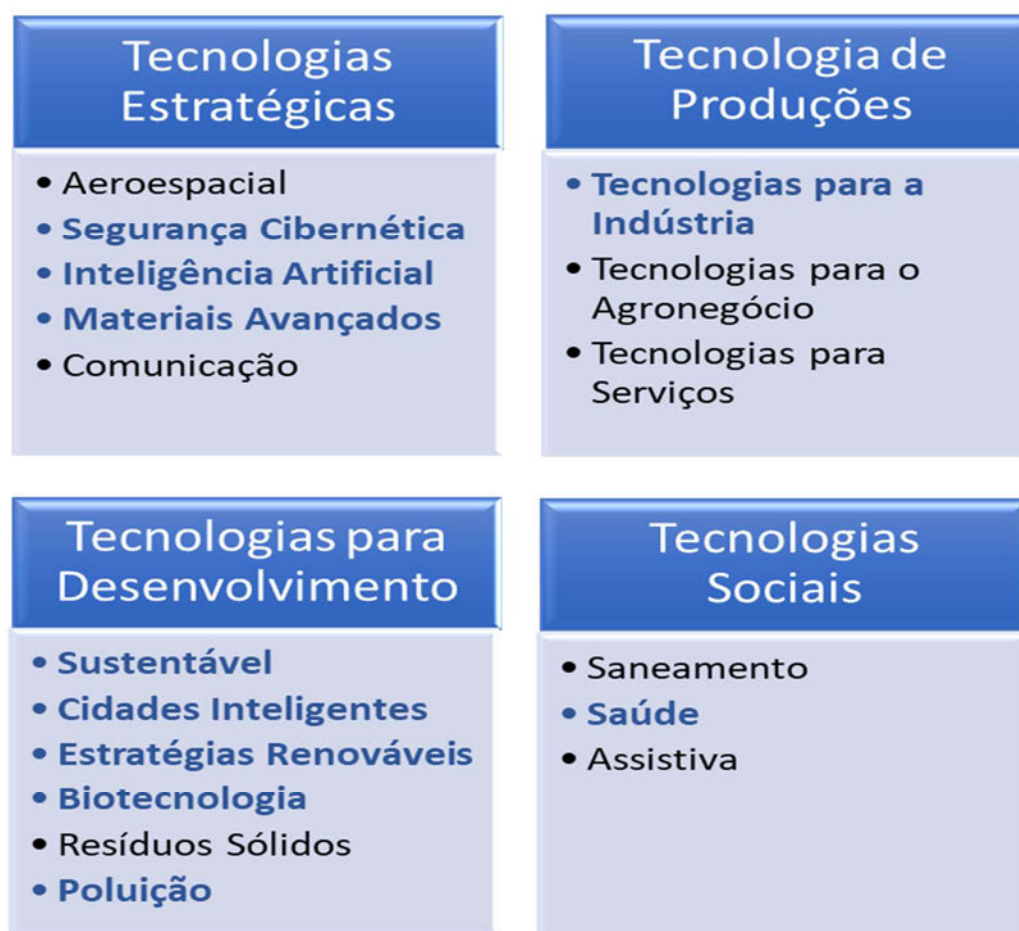 Tecnologias
Estratégicas
• Aeroespacial
• Segurança Cibernética
• Inteligência Artificial
• Materiais Avançados
• Comunicação
Tecnologia de
Produções
• Tecnologias para a
Indústria
• Tecnologias para o
Agronegócio
• Tecnologias para
Serviços
Tecnologias para
Desenvolvimento
• Sustentável
• Cidades Inteligentes
• Estratégias Renováveis
• Biotecnologia
• Resíduos Sólidos
• Poluição
Tecnologias
Sociais
• Saneamento
• Saúde
• Assistiva